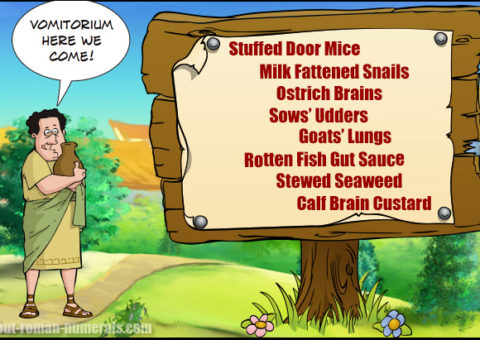 VOMITORIUM
HERE WE
COME!
Stuffed Door Mice
Milk Fattened Snails
Ostrich Brains
Sows' Udders
Goats' Lungs
Rotten Fish Gut Sauce
Stewed Seaweed
Calf Brain Custard
out-roman-numerals.com